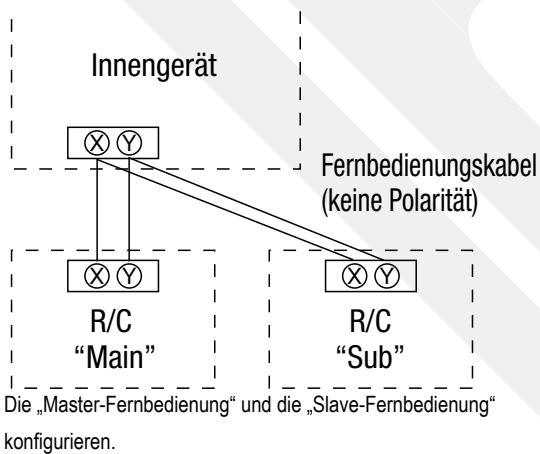 Innengerät
X Y
Fernbedienungskabel
(keine Polarität)
X Y
X Y
R/C
“Main”
R/C
“Sub”
Die „Master-Fernbedienung“ und die „Slave-Fernbedienung“
konfigurieren.